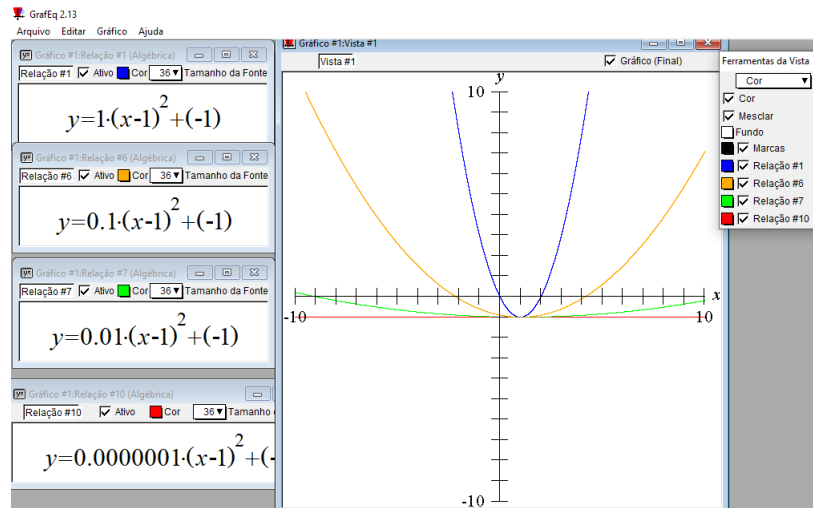 GrafEq 2.13
Arquivo Editar Gráfico Ajuda
Gráfico #1:Relação #1 (Algébrica)
Relação #1 Ativo Cor 36 Tamanho da Fonte
y=1·(x-1)²+(-1)
Gráfico #1:Relação #6 (Algébrica)
Relação #6 Ativo Cor 36 Tamanho da Fonte
y=0.1·(x-1)²+(-1)
Gráfico #1:Relação #7 (Algébrica)
Relação #7 Ativo Cor 36 Tamanho da Fonte
y=0.01·(x-1)²+(-1)
Gráfico #1:Relação #10 (Algébrica)
Relação #10 Ativo Cor 36 Tamanho
y=0.0000001·(x-1)²+(-
Gráfico #1:Vista #1
Vista #1 Gráfico (Final)
y
10
x
-10 10
-10
Ferramentas da Vista
Cor
Cor
Mesclar
Fundo
Marcas
Relação #1
Relação #6
Relação #7
Relação #10